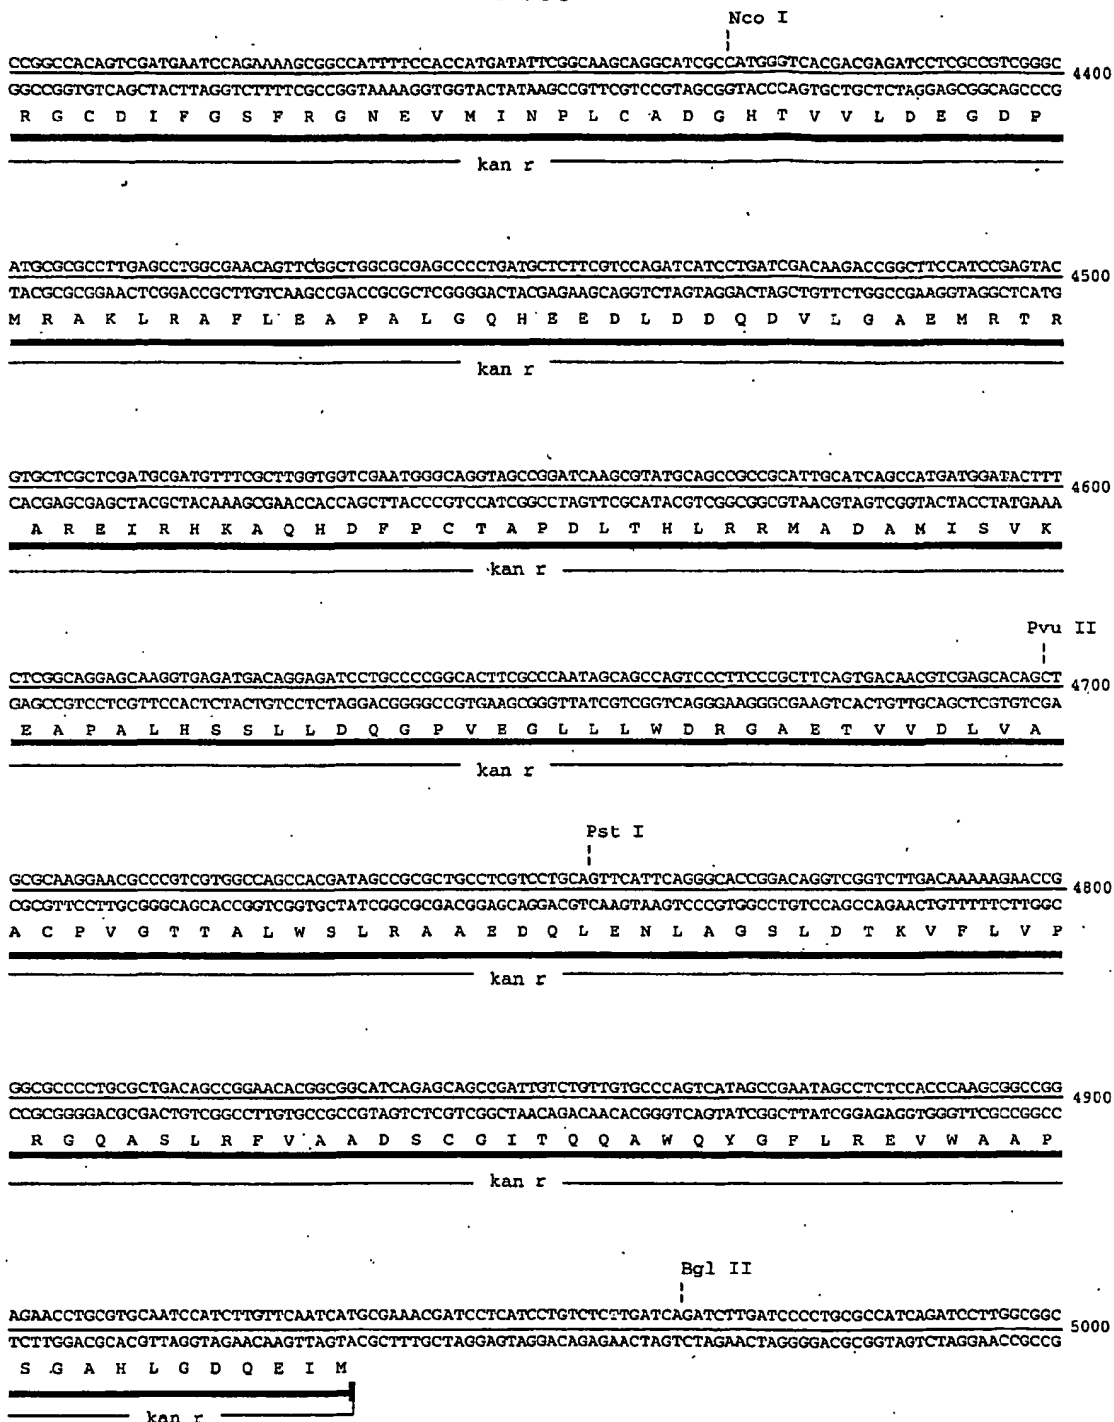 Nco I
CCGGCCACAGTCGATGAATCCAGAAAAGCGGCCATTTTCCACCATGATATTCGGCAAGCAGGCATCGCCATGGGTCACGACGAGATCCTCGCCGTCGGGC 4400
GGCCGGTGTCAGCTACTTAGGTCTTTTCGCCGGTAAAAGGTGGTACTATAAGCCGTTCGTCCGTAGCGGTACCCAGTGCTGCTCTAGGAGCGGCAGCCCG
R G C D I F G S F R G N E V M I N P L C A D G H T V V L D E G D P
kan r
ATGCGCGCCTTGAGCCTGGCGAACAGTTCGGCTGGCGCGAGCCCCTGATGCTCTTCGTCCAGATCATCCTGATCGACAAGACCGGCTTCCATCCGAGTAC 4500
TACGCGCGGAACTCGGACCGCTTGTCAAGCCGACCGCGCTCGGGGACTACGAGAAGCAGGTCTAGTAGGACTAGCTGTTCTGGCCGAAGGTAGGCTCATG
M R A K L R A F L E A P A L G Q H E E D L D D Q D V L G A E M R T R
kan r
GTGCTCGCTCGATGCGATGTTTCGCTTGGTGGTCGAATGGGCAGGTAGCCGGATCAAGCGTATGCAGCCGCCGCATTGCATCAGCCATGATGGATACTTT 4600
CACGAGCGAGCTACGCTACAAAGCGAACCACCAGCTTACCCGTCCATCGGCCTAGTTCGCATACGTCGGCGGCGTAACGTAGTCGGTACTACCTATGAAA
A R E I R H K A Q H D F P C T A P D L T H L R R M A D A M I S V K
kan r
Pvu II
CTCGGCAGGAGCAAGGTGAGATGACAGGAGATCCTGCCCCGGCACTTCGCCCAATAGCAGCCAGTCCCTTCCCGCTTCAGTGACAACGTCGAGCACAGCT 4700
GAGCCGTCCTCGTTCCACTCTACTGTCCTCTAGGACGGGGCCGTGAAGCGGGTTATCGTCGGTCAGGGAAGGGCGAAGTCACTGTTGCAGCTCGTGTCGA
E A P A L H S S L L D Q G P V E G L L L W D R G A E T V V D L V A
kan r
Pst I
GCGCAAGGAACGCCCGTCGTGGCCAGCCACGATAGCCGCGCTGCCTCGTCCTGCAGTTCATTCAGGGCACCGGACAGGTCGGTCTTGACAAAAAGAACCG 4800
CGCGTTCCTTGCGGGCAGCACCGGTCGGTGCTATCGGCGCGACGGAGCAGGACGTCAAGTAAGTCCCGTGGCCTGTCCAGCCAGAACTGTTTTTCTTGGC
A C P V G T T A L W S L R A A E D Q L E N L A G S L D T K V F L V P
kan r
GGCGCCCCTGCGCTGACAGCCGGAACACGGCGGCATCAGAGCAGCCGATTGTCTGTTGTGCCCAGTCATAGCCGAATAGCCTCTCCACCCAAGCGGCCGG 4900
CCGCGGGGACGCGACTGTCGGCCTTGTGCCGCCGTAGTCTCGTCGGCTAACAGACAACACGGGTCAGTATCGGCTTATCGGAGAGGTGGGTTCGCCGGCC
R G Q A S L R F V A A D S C G I T Q Q A W Q Y G F L R E V W A A P
kan r
Bgl II
AGAACCTGCGTGCAATCCATCTTGTTCAATCATGCGAAACGATCCTCATCCTGTCTCTTGATCAGATCTTGATCCCCTGCGCCATCAGATCCTTGGCGGC 5000
TCTTGGACGCACGTTAGGTAGAACAAGTTAGTACGCTTTGCTAGGAGTAGGACAGAGAACTAGTCTAGAACTAGGGGACGCGGTAGTCTAGGAACCGCCG
S G A H L G D Q E I M
kan r